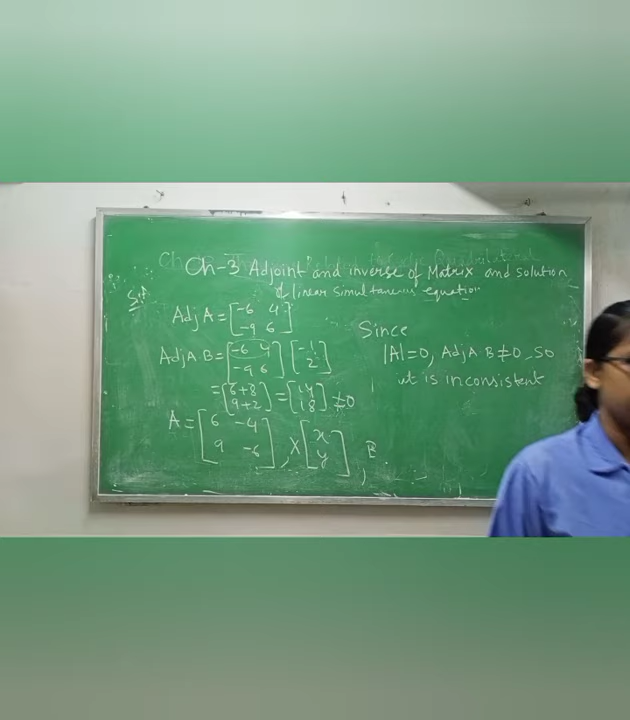 Ch-3 Adjoint and inverse of Matrix and solution
of linear simultaneous equation
Adj A = [-6 4
-9 6]
Adj A·B = [-6 4
-9 6] [-1
2]
= [6+8
9+2] = [14
18] ≠0
A = [6 -4
9 -6], X [x
y]
Since
|A|=0, Adj A B≠0, So
it is inconsistent